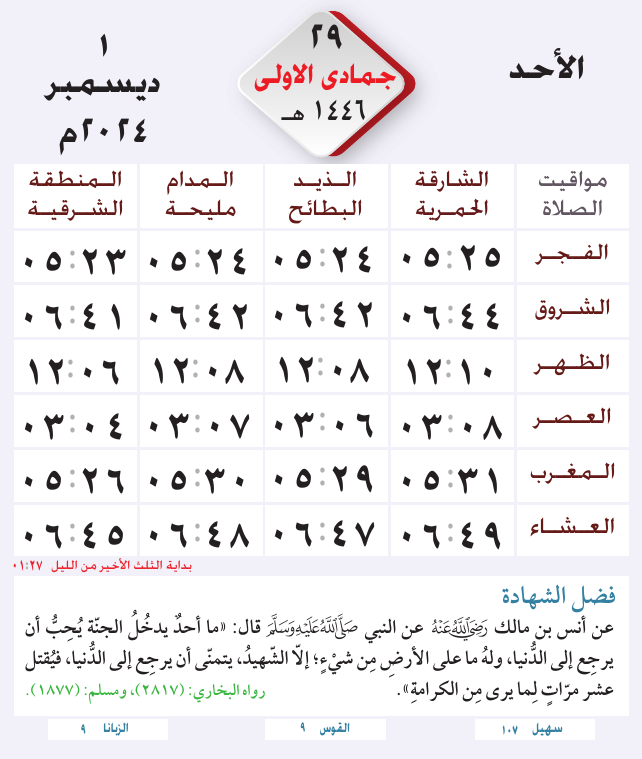 الأحد
٢٩
جمادى الاولى
١٤٤٦ هـ
١
ديسمبر
٢٠٢٤م
مواقيت الصلاة | الشارقة الحمرية | الذيد البطائح | المدام مليحة | المنطقة الشرقية
الفجر ٠٥:٢٥ ٠٥:٢٤ ٠٥:٢٤ ٠٥:٢٣
الشروق ٠٦:٤٤ ٠٦:٤٢ ٠٦:٤٢ ٠٦:٤١
الظهر ١٢:١٠ ١٢:٠٨ ١٢:٠٨ ١٢:٠٦
العصر ٠٣:٠٨ ٠٣:٠٦ ٠٣:٠٧ ٠٣:٠٤
المغرب ٠٥:٣١ ٠٥:٢٩ ٠٥:٣٠ ٠٥:٢٦
العشاء ٠٦:٤٩ ٠٦:٤٧ ٠٦:٤٨ ٠٦:٤٥
بداية الثلث الأخير من الليل ٠١:٢٧
فضل الشهادة
عن أنس بن مالك رَضِيَ اللَّهُ عَنْهُ عن النبي صَلَّى اللَّهُ عَلَيْهِ وَسَلَّمَ قال: «ما أحدٌ يدخُلُ الجنّة يُحِبُّ أن
يرجِع إلى الدُّنيا، ولهُ ما على الأرضِ مِن شيْءٍ؛ إلّا الشّهيدُ، يتمنّى أن يرجِع إلى الدُّنيا، فيُقتل
عشر مرّاتٍ لِما يرى مِن الكرامةِ». رواه البخاري: (٢٨١٧)، ومسلم: (١٨٧٧).
سهيل ١٠٧ القوس ٩ الزبانا ٩